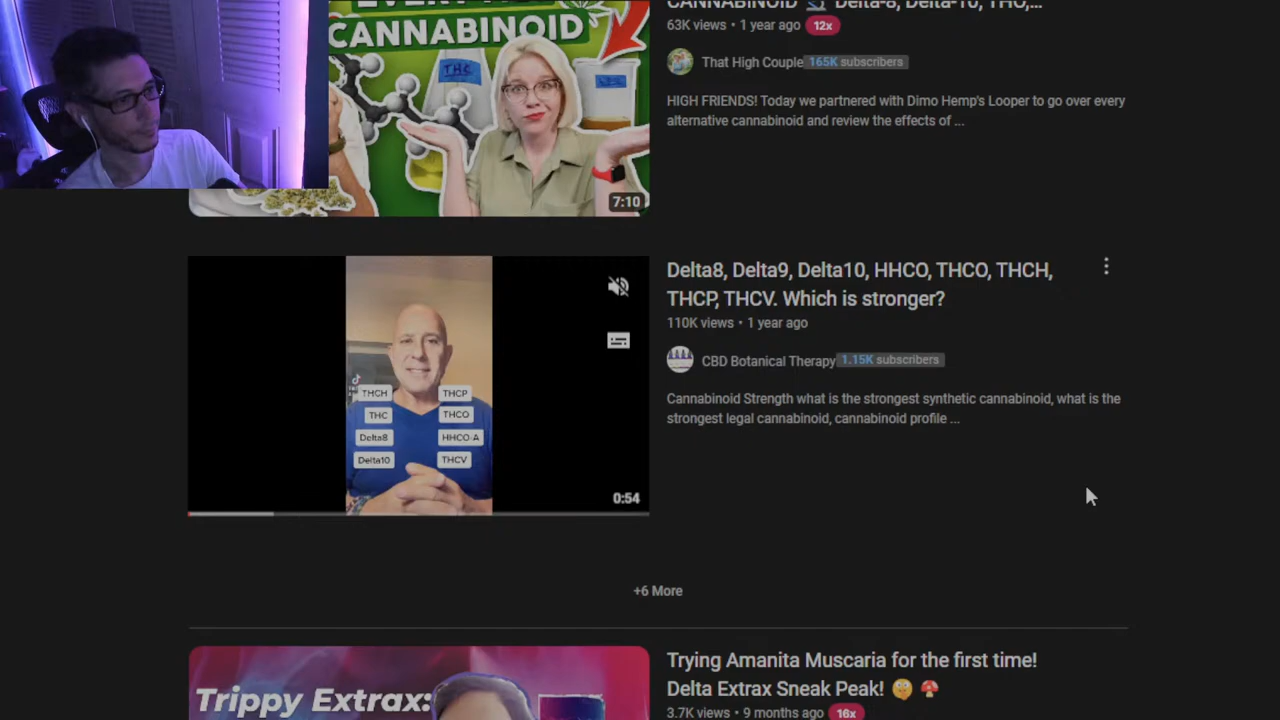 CANNABINOID
THC
7:10
CANNABINOID Delta-8, Delta-10, THC,...
63K views • 1 year ago 12x
That High Couple 165K subscribers
HIGH FRIENDS! Today we partnered with Dimo Hemp's Looper to go over every
alternative cannabinoid and review the effects of ...
THCH THCP
THC THCO
Delta8 HHCO-A
Delta10 THCV
0:54
Delta8, Delta9, Delta10, HHCO, THCO, THCH,
THCP, THCV. Which is stronger?
110K views • 1 year ago
CBD Botanical Therapy 1.15K subscribers
Cannabinoid Strength what is the strongest synthetic cannabinoid, what is the
strongest legal cannabinoid, cannabinoid profile ...
+6 More
Trippy Extrax:
Trying Amanita Muscaria for the first time!
Delta Extrax Sneak Peak! 🤯 🍄
3.7K views • 9 months ago 16x